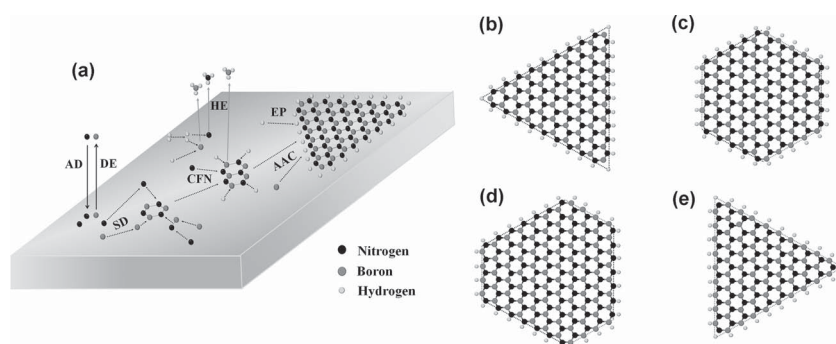 (a)
HE
EP
AD
DE
CFN
AAC
SD
Nitrogen
Boron
Hydrogen
(b)
(c)
(d)
(e)